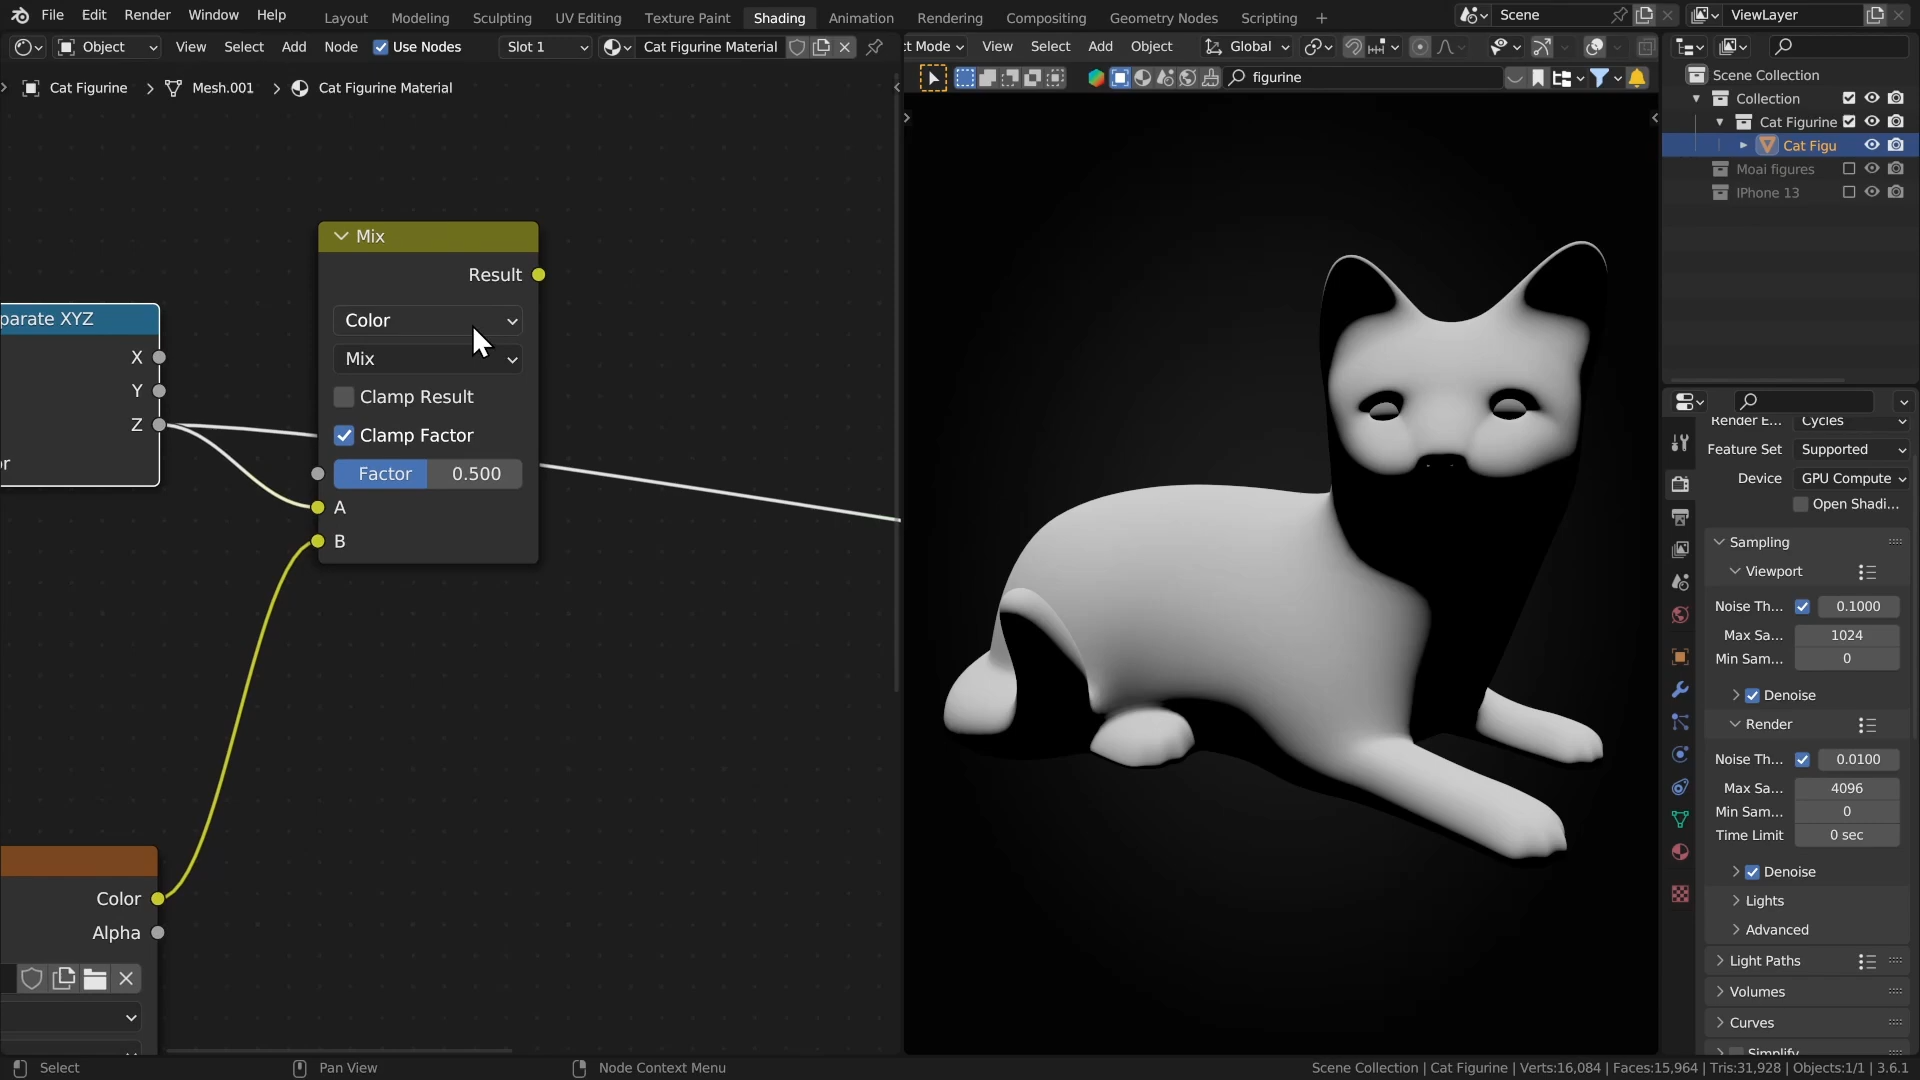 File Edit Render Window Help Layout Modeling Sculpting UV Editing Texture Paint Shading Animation Rendering Compositing Geometry Nodes Scripting + Scene ViewLayer
Object View Select Add Node Use Nodes Slot 1 Cat Figurine Material ct Mode View Select Add Object Global
figurine
Cat Figurine > Mesh.001 > Cat Figurine Material
Scene Collection
Collection
Cat Figurine
Cat Figu
Moai figures
IPhone 13
Mix
Result
Color
Mix
Clamp Result
Clamp Factor
Factor 0.500
A
B
parate XYZ
X
Y
Z
or
Color
Alpha
Render E... Cycles
Feature Set Supported
Device GPU Compute
Open Shadi...
Sampling
Viewport
Noise Th... 0.1000
Max Sa... 1024
Min Sam... 0
Denoise
Render
Noise Th... 0.0100
Max Sa... 4096
Min Sam... 0
Time Limit 0 sec
Denoise
Lights
Advanced
Light Paths
Volumes
Curves
Simplify
Select Pan View Node Context Menu Scene Collection | Cat Figurine | Verts:16,084 | Faces:15,964 | Tris:31,928 | Objects:1/1 | 3.6.1